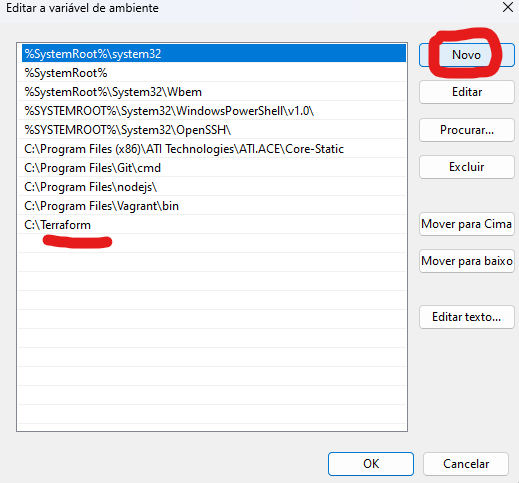 Editar a variável de ambiente
%SystemRoot%\system32
%SystemRoot%
%SystemRoot%\System32\Wbem
%SYSTEMROOT%\System32\WindowsPowerShell\v1.0\
%SYSTEMROOT%\System32\OpenSSH\
C:\Program Files (x86)\ATI Technologies\ATI.ACE\Core-Static
C:\Program Files\Git\cmd
C:\Program Files\nodejs\
C:\Program Files\Vagrant\bin
C:\Terraform
Novo
Editar
Procurar...
Excluir
Mover para Cima
Mover para baixo
Editar texto...
OK
Cancelar